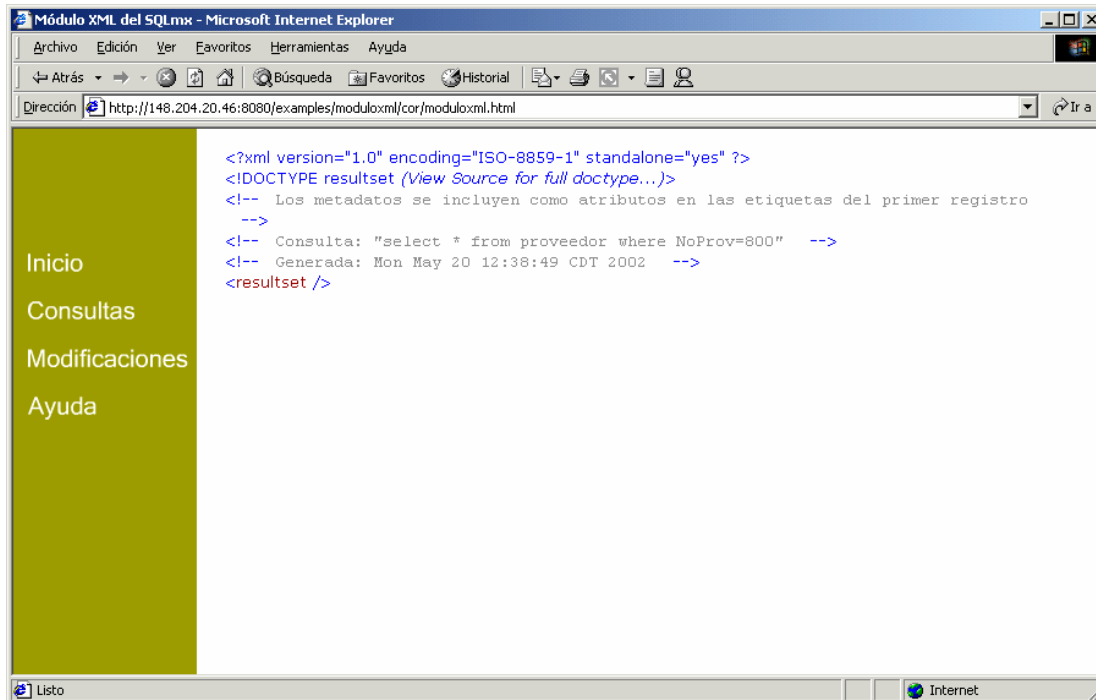 Módulo XML del SQLmx - Microsoft Internet Explorer
Archivo Edición Ver Favoritos Herramientas Ayuda
Atrás Búsqueda Favoritos Historial
Dirección http://148.204.20.46:8080/examples/moduloxml/cor/moduloxml.html Ir a
Inicio
Consultas
Modificaciones
Ayuda
<?xml version="1.0" encoding="ISO-8859-1" standalone="yes" ?>
<!DOCTYPE resultset (View Source for full doctype...)>
<!-- Los metadatos se incluyen como atributos en las etiquetas del primer registro
-->
<!-- Consulta: "select * from proveedor where NoProv=800" -->
<!-- Generada: Mon May 20 12:38:49 CDT 2002 -->
<resultset />
Listo Internet